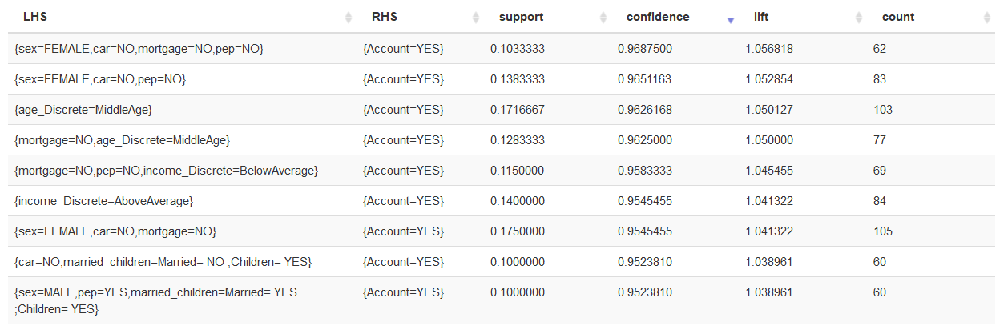 LHS RHS support confidence lift count
{sex=FEMALE,car=NO,mortgage=NO,pep=NO} {Account=YES} 0.1033333 0.9687500 1.056818 62
{sex=FEMALE,car=NO,pep=NO} {Account=YES} 0.1383333 0.9651163 1.052854 83
{age_Discrete=MiddleAge} {Account=YES} 0.1716667 0.9626168 1.050127 103
{mortgage=NO,age_Discrete=MiddleAge} {Account=YES} 0.1283333 0.9625000 1.050000 77
{mortgage=NO,pep=NO,income_Discrete=BelowAverage} {Account=YES} 0.1150000 0.9583333 1.045455 69
{income_Discrete=AboveAverage} {Account=YES} 0.1400000 0.9545455 1.041322 84
{sex=FEMALE,car=NO,mortgage=NO} {Account=YES} 0.1750000 0.9545455 1.041322 105
{car=NO,married_children=Married= NO ;Children= YES} {Account=YES} 0.1000000 0.9523810 1.038961 60
{sex=MALE,pep=YES,married_children=Married= YES {Account=YES} 0.1000000 0.9523810 1.038961 60
;Children= YES}